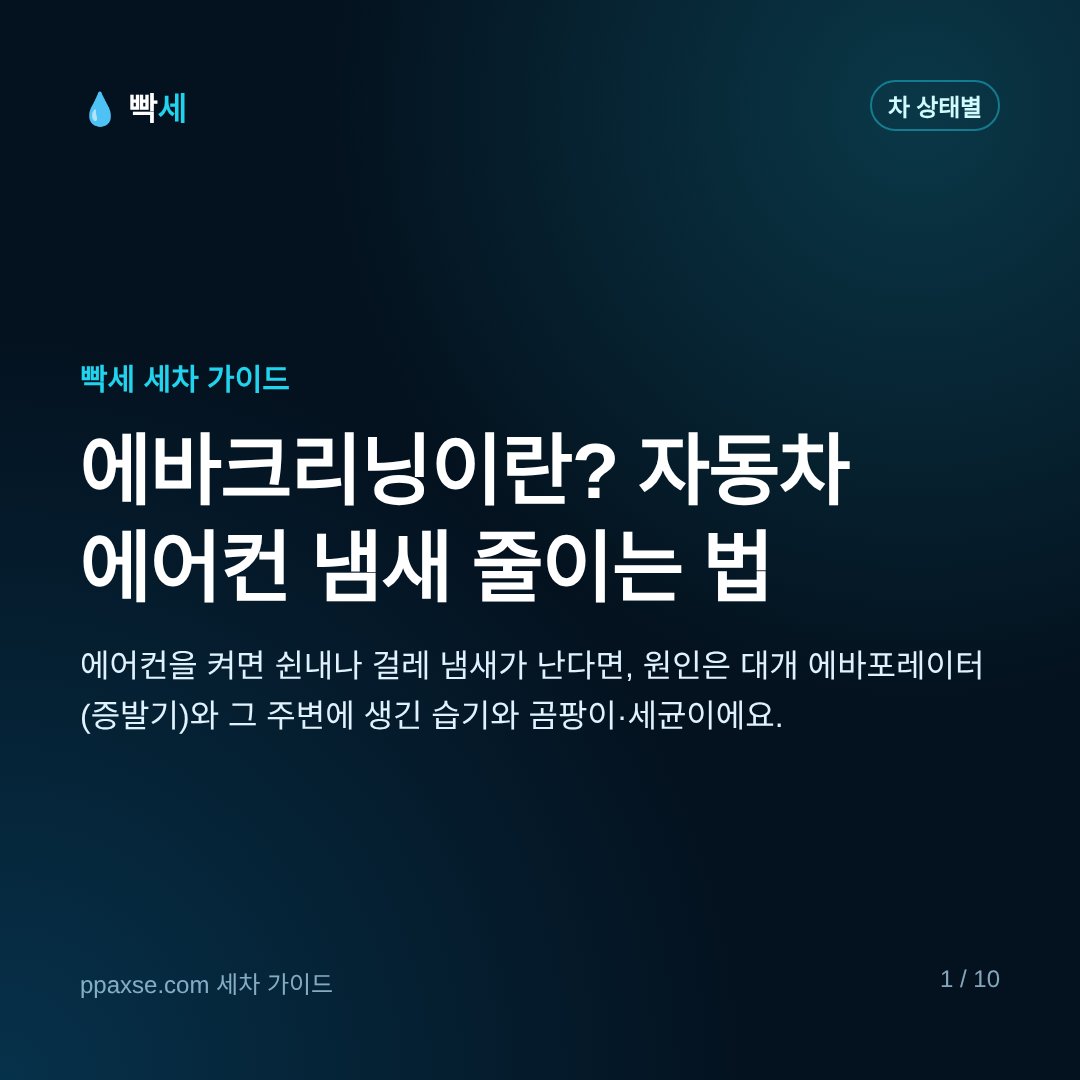 빡세
차 상태별
빡세 세차 가이드
에바크리닝이란? 자동차
에어컨 냄새 줄이는 법
에어컨을 켜면 쉰내나 걸레 냄새가 난다면, 원인은 대개 에바포레이터
(증발기)와 그 주변에 생긴 습기와 곰팡이·세균이에요.
ppaxse.com 세차 가이드
1 / 10